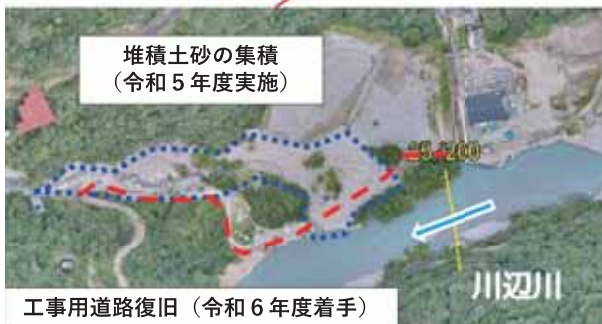 堆積土砂の集積
（令和５年度実施）
25/200
川辺川
工事用道路復旧（令和６年度着手）